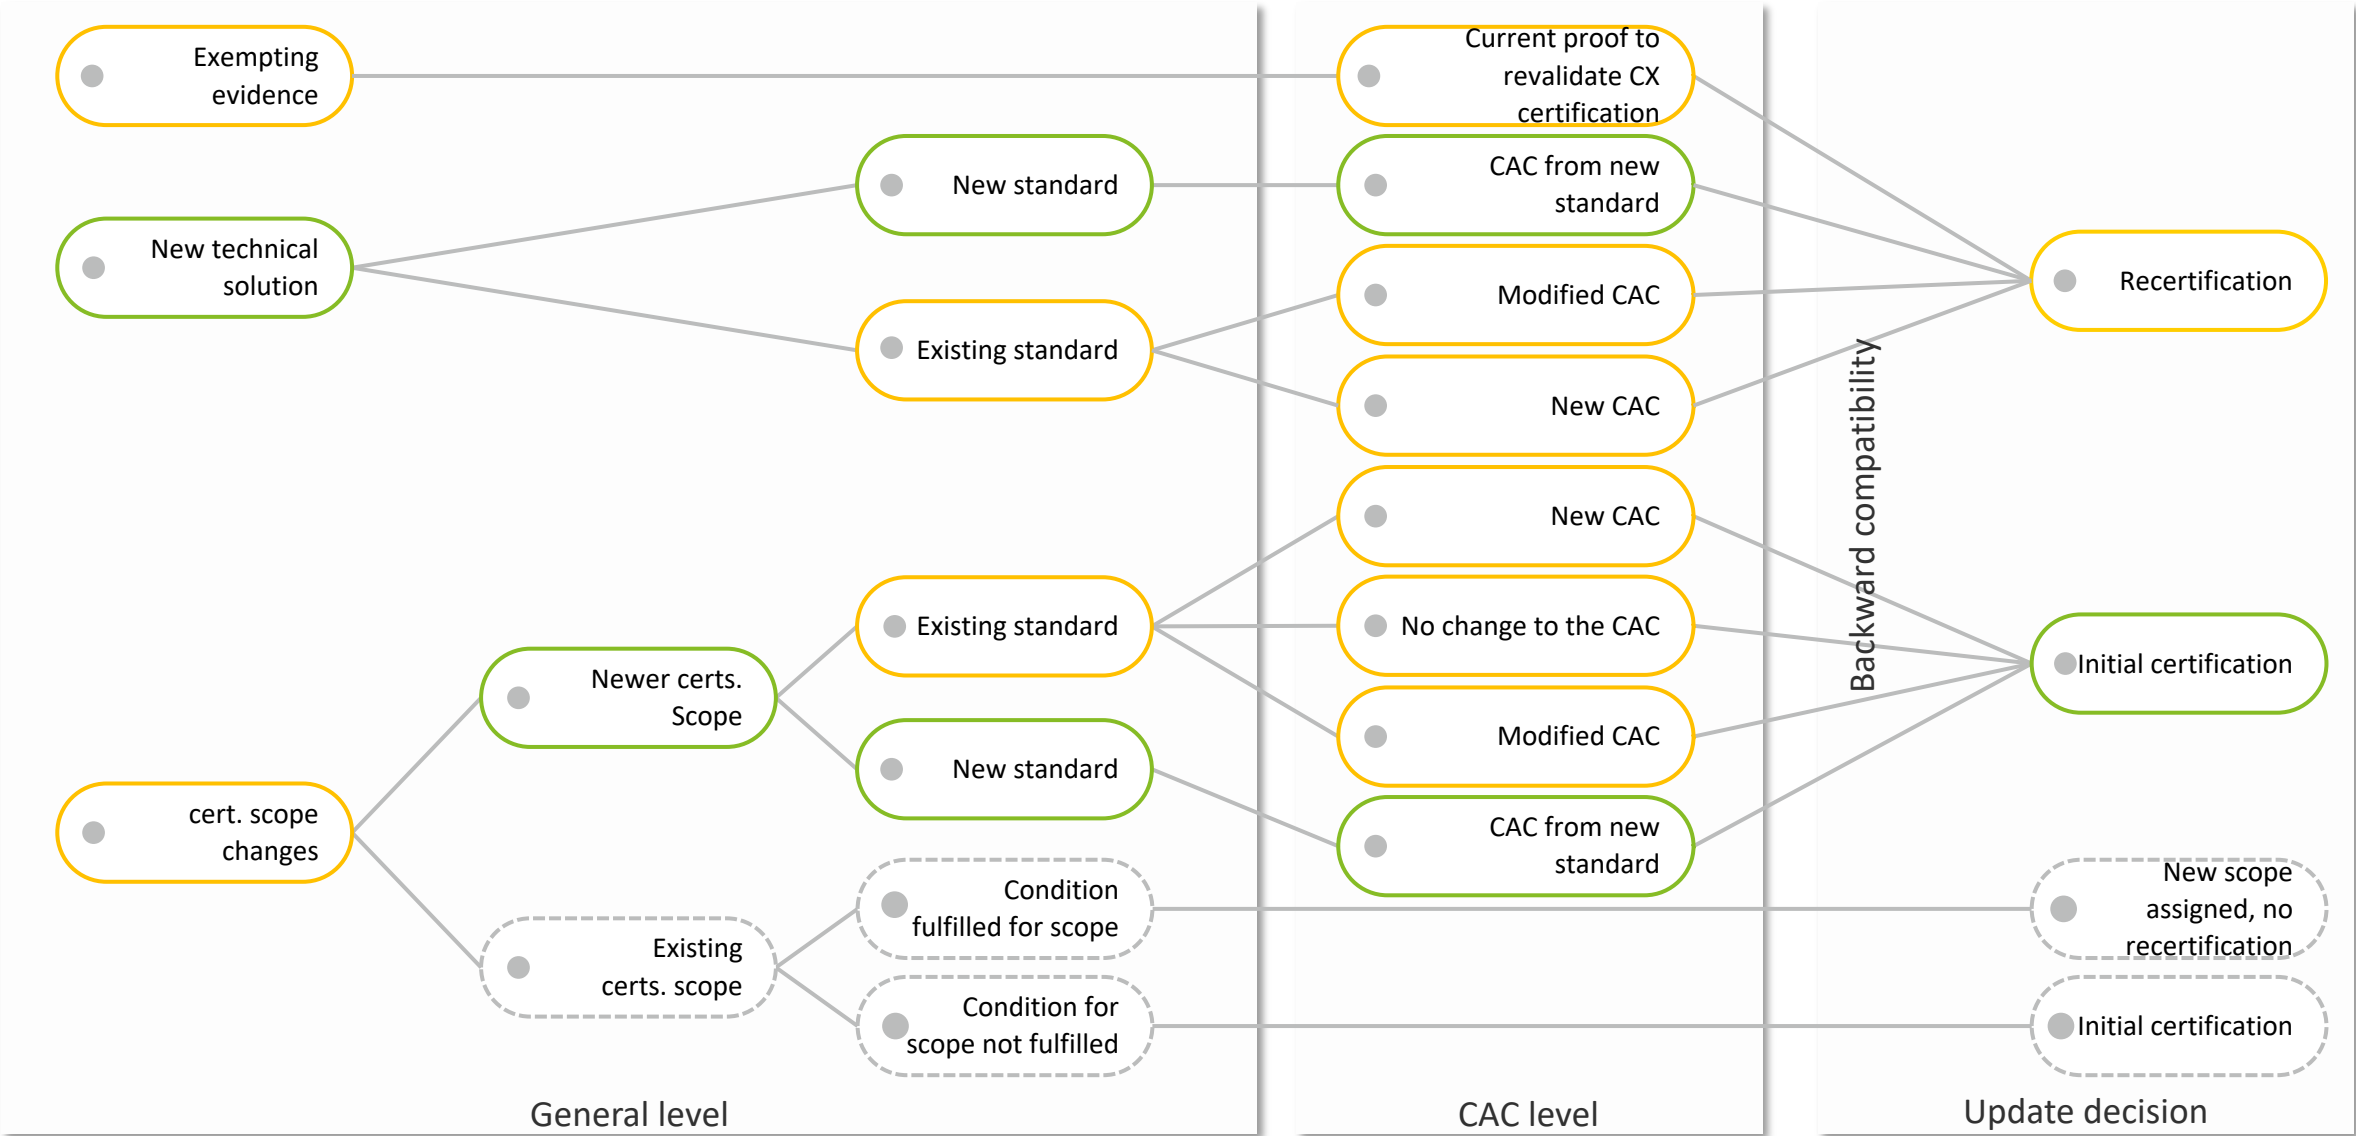 Exempting
evidence
New technical
solution
cert. scope
changes
Newer certs.
Scope
Existing
certs. scope
New standard
Existing standard
Existing standard
New standard
Condition
fulfilled for scope
Condition for
scope not fulfilled
General level
Current proof to
revalidate CX
certification
CAC from new
standard
Modified CAC
New CAC
New CAC
No change to the CAC
Modified CAC
CAC from new
standard
CAC level
Backward compatibility
Recertification
Initial certification
New scope
assigned, no
recertification
Initial certification
Update decision